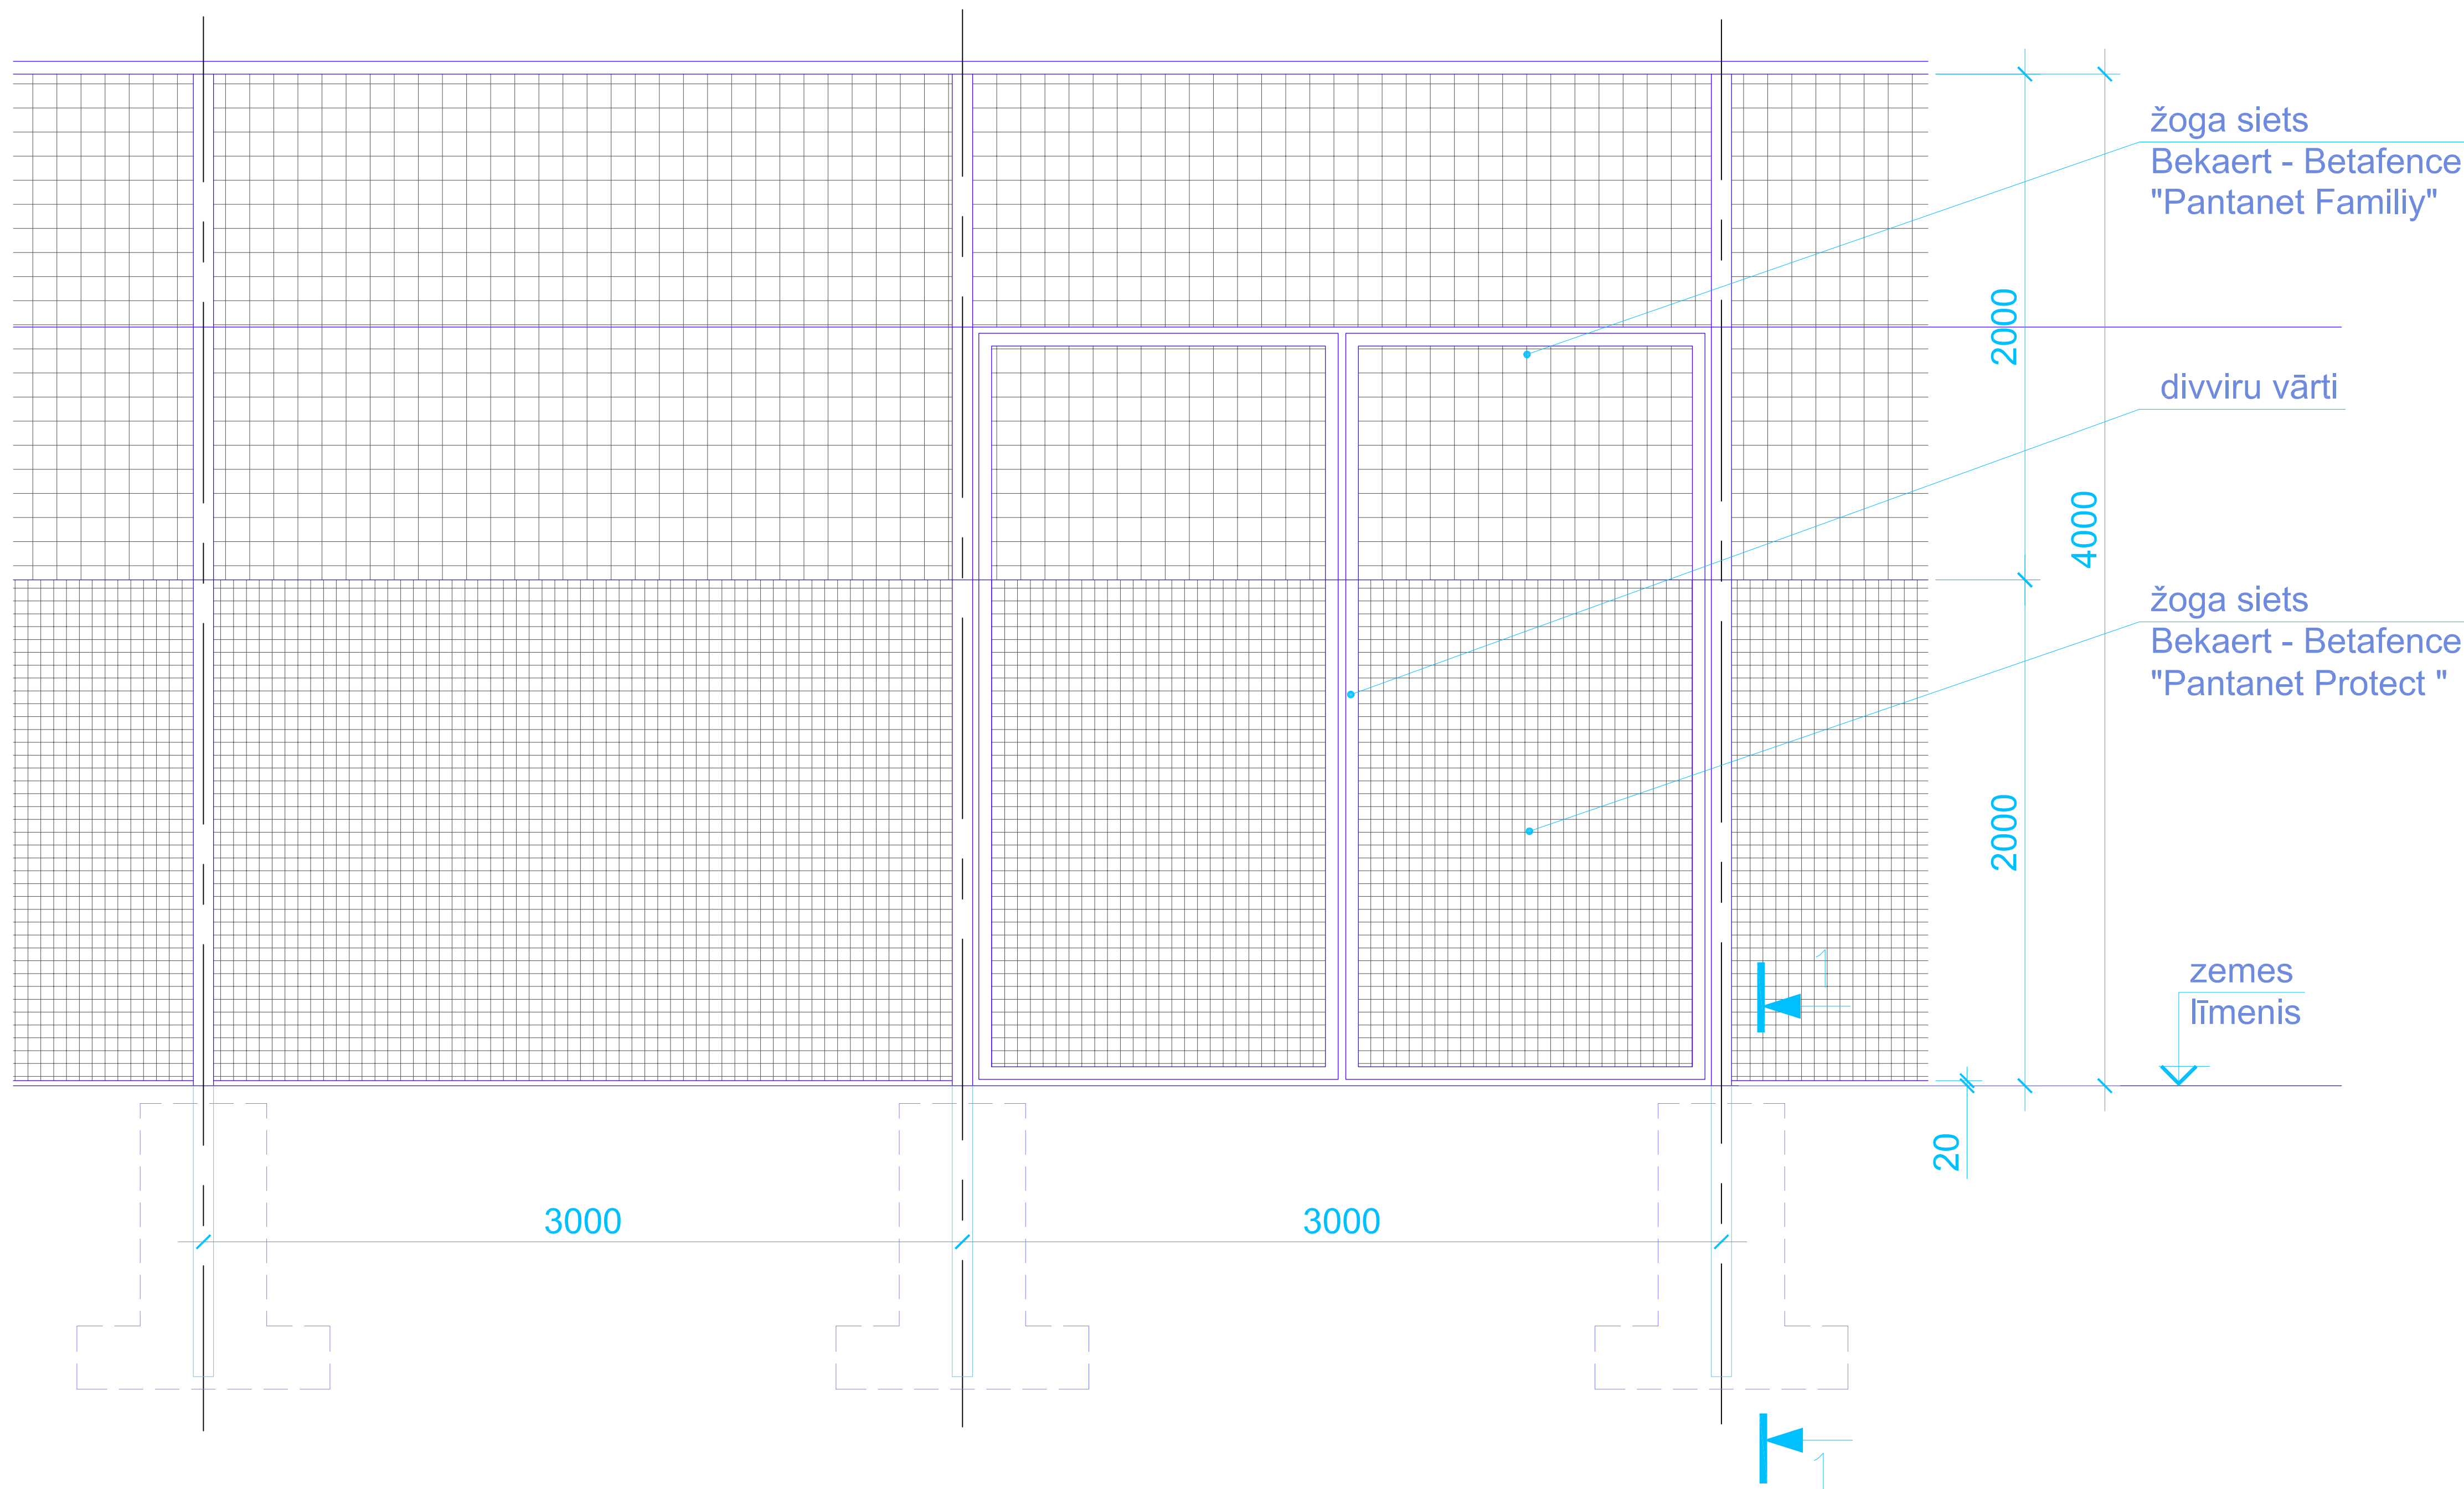 žoga siets
Bekaert - Betafence
"Pantanet Familiy"
2000
divviru vārti
4000
žoga siets
Bekaert - Betafence
"Pantanet Protect "
2000
1
zemes
līmenis
20
3000
3000
1